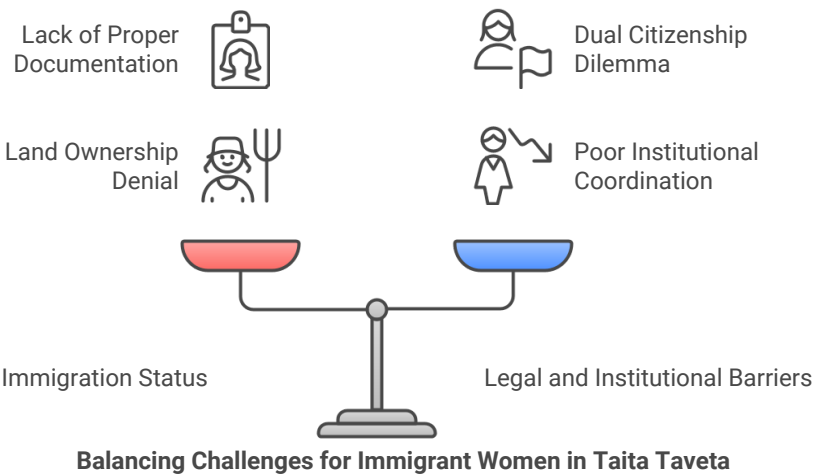 Lack of Proper
Documentation
Dual Citizenship
Dilemma
Land Ownership
Denial
Poor Institutional
Coordination
Immigration Status
Legal and Institutional Barriers
Balancing Challenges for Immigrant Women in Taita Taveta